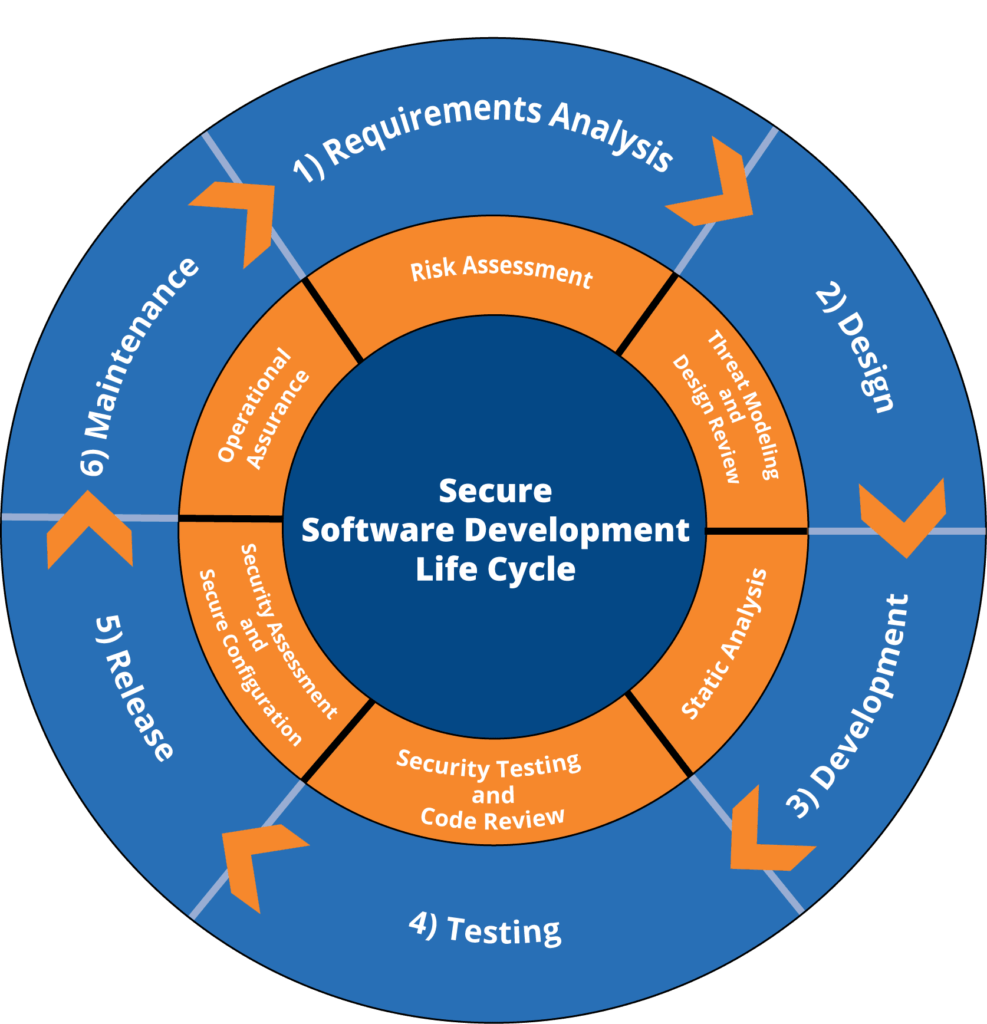 1) Requirements Analysis
2) Design
3) Development
4) Testing
5) Release
6) Maintenance
Risk Assessment
Threat Modeling
and
Design Review
Static Analysis
Security Testing
and
Code Review
Security Assessment
and
Secure Configuration
Operational
Assurance
Secure
Software Development
Life Cycle